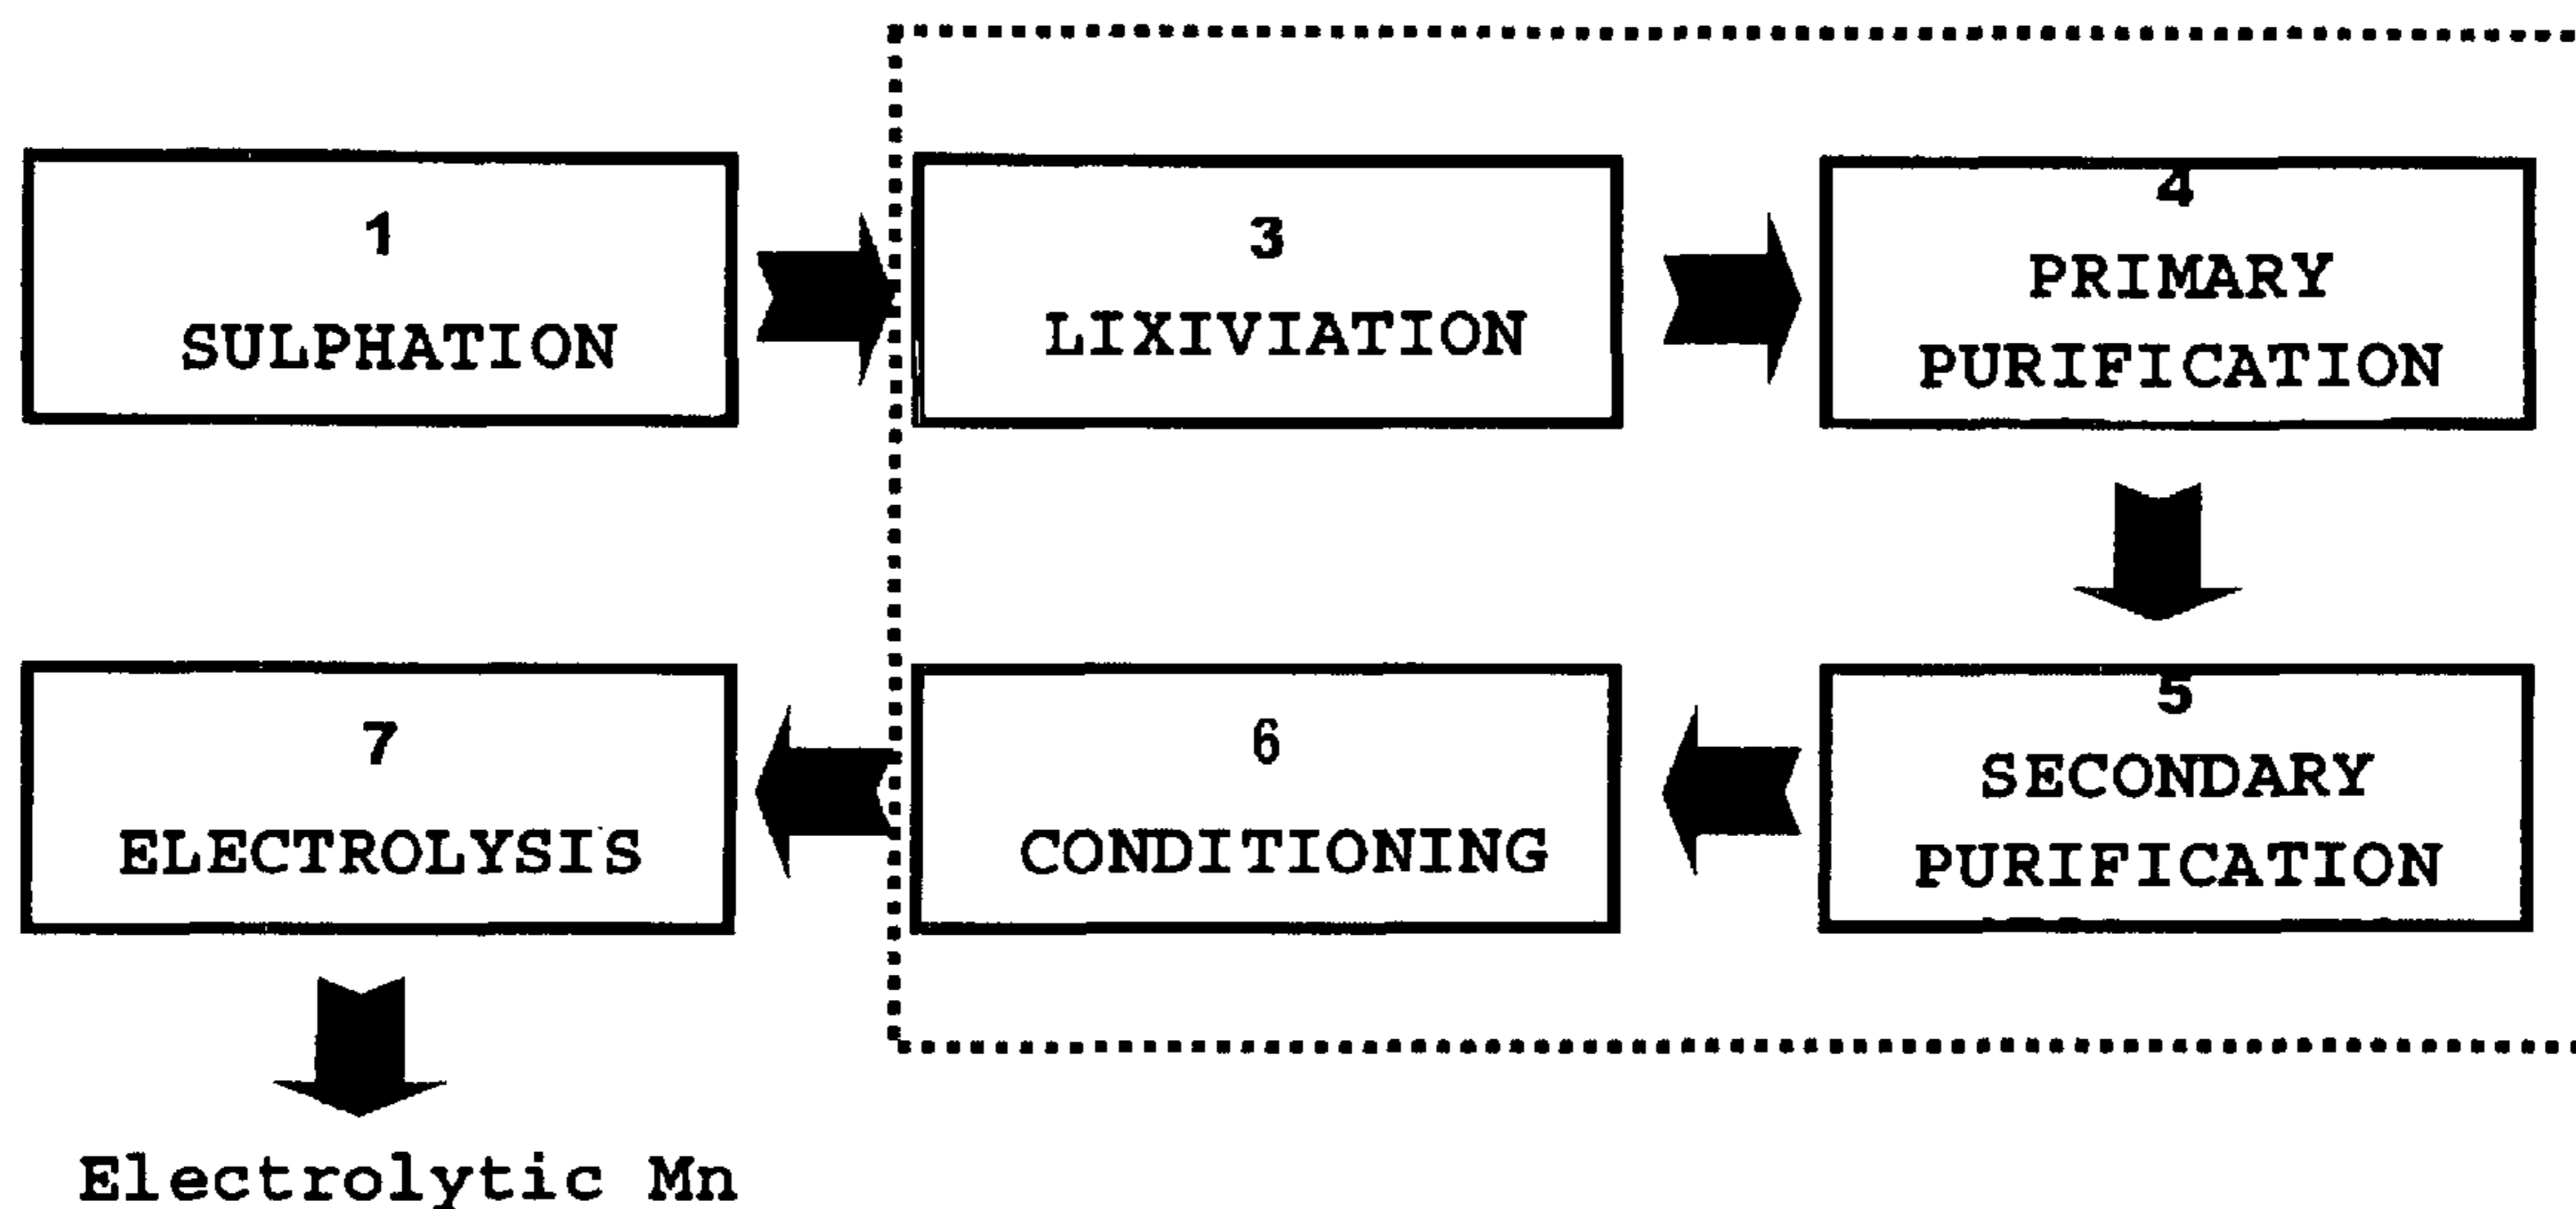 1
SULPHATION
3
LIXIVIATION
4
PRIMARY
PURIFICATION
5
SECONDARY
PURIFICATION
6
CONDITIONING
7
ELECTROLYSIS
Electrolytic Mn